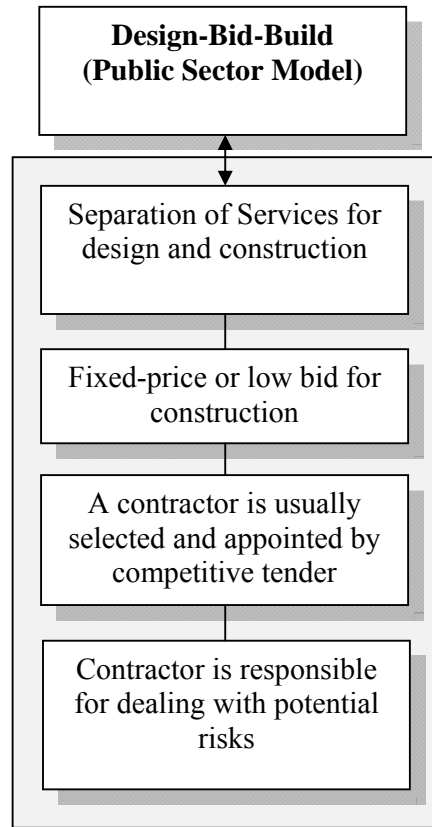 Design-Bid-Build
(Public Sector Model)
Separation of Services for
design and construction
Fixed-price or low bid for
construction
A contractor is usually
selected and appointed by
competitive tender
Contractor is responsible
for dealing with potential
risks